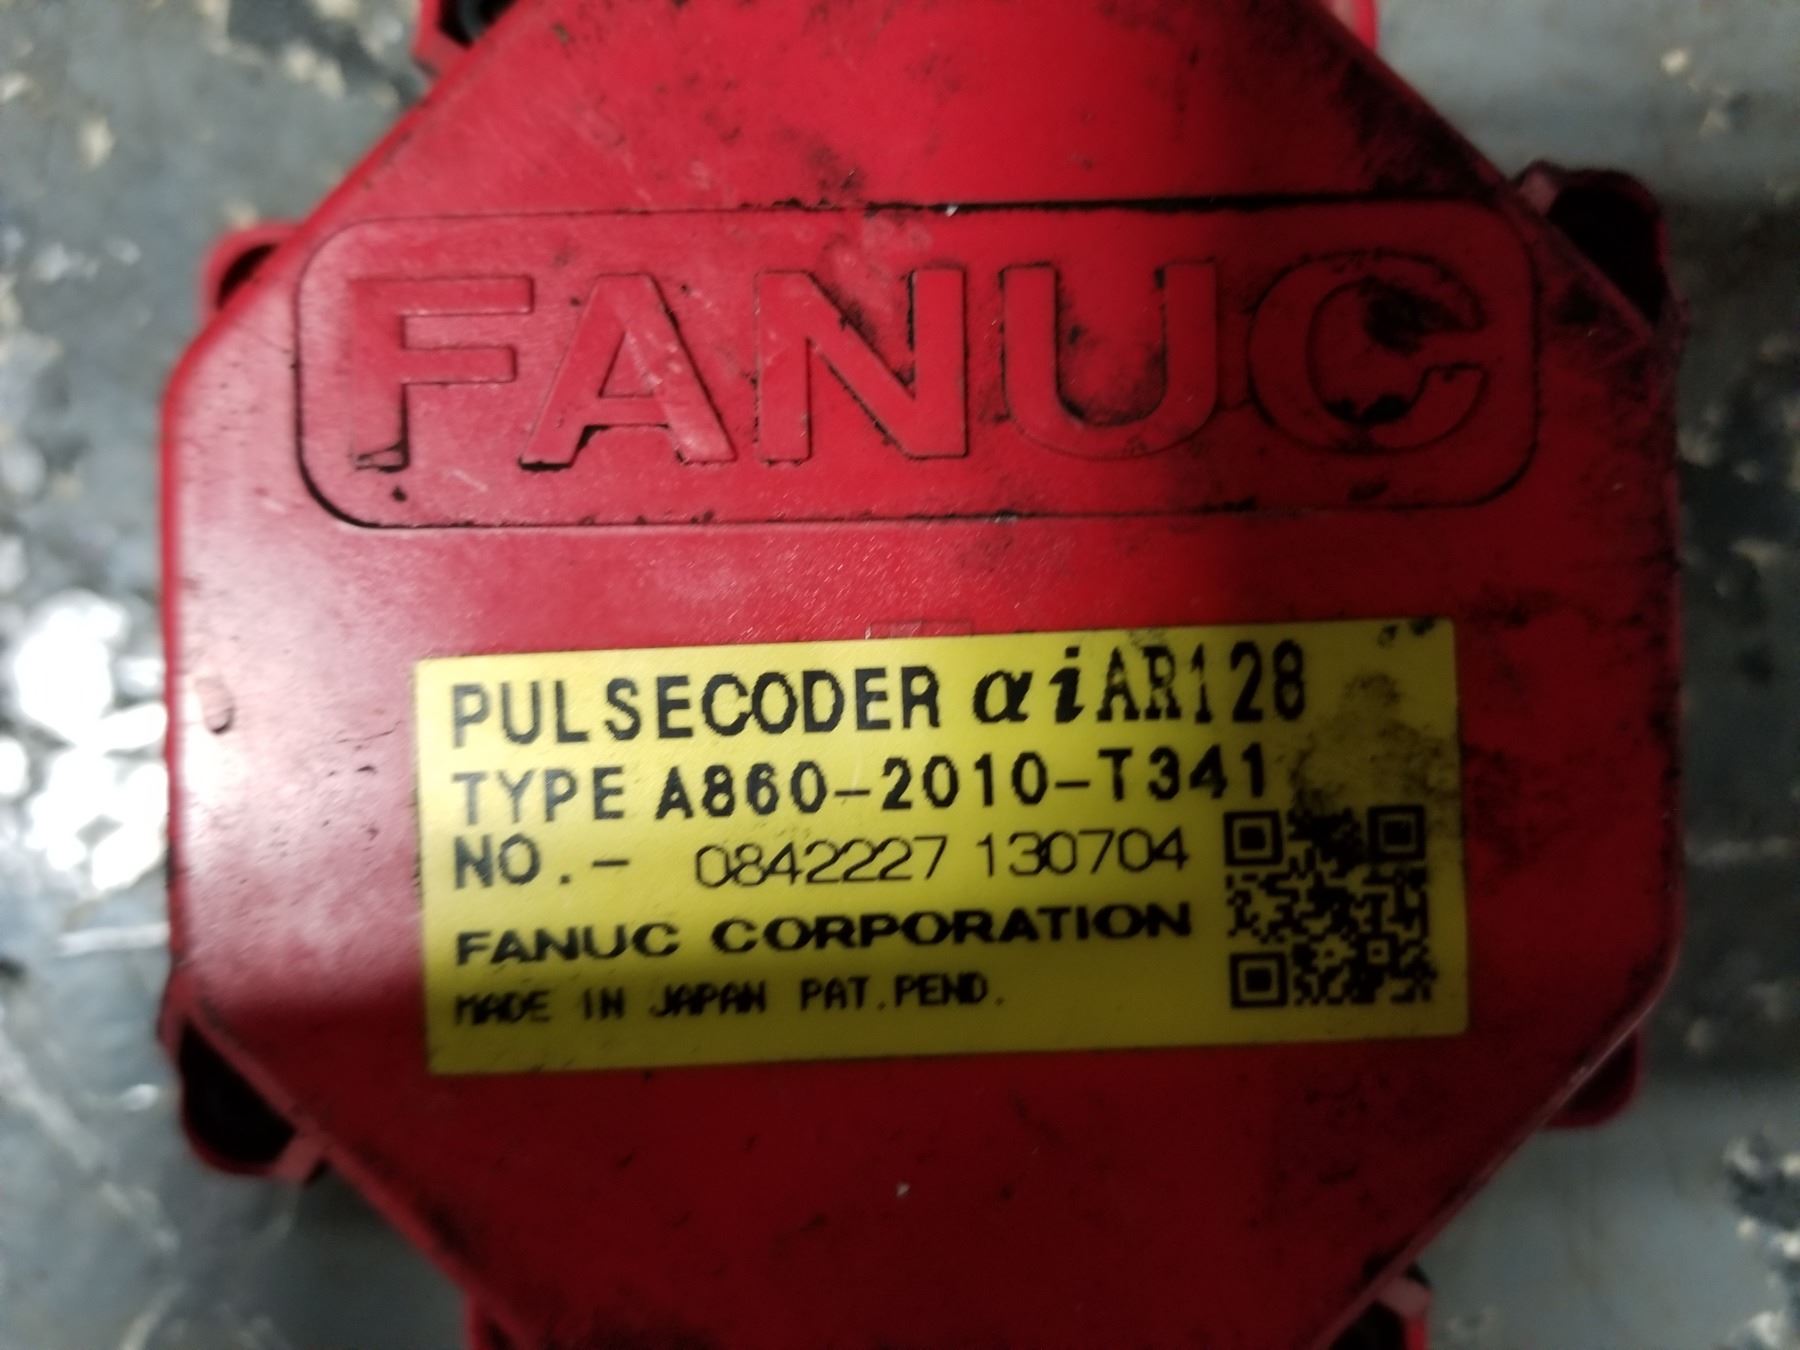 FANUC
PULSECODER αiAR128
TYPE A860-2010-T341
NO.- 0842227 130704
FANUC CORPORATION
MADE IN JAPAN PAT.PEND.